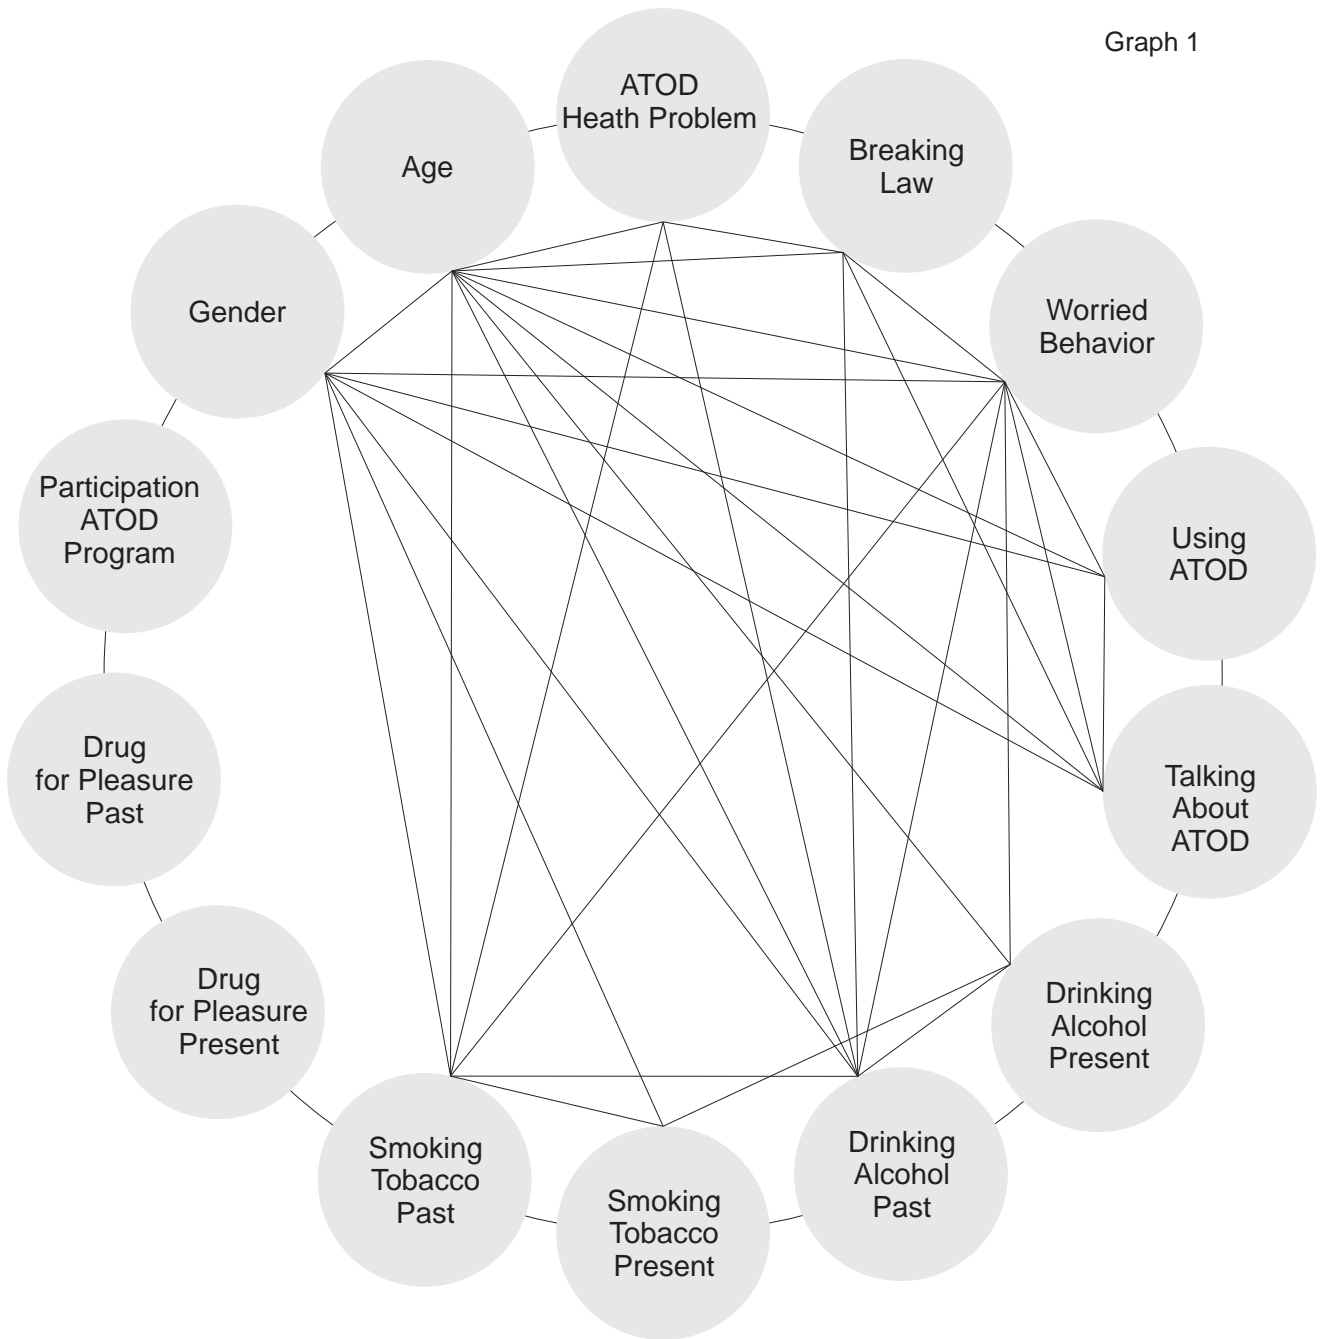 Graph 1
ATOD
Heath Problem
Age
Breaking
Law
Gender
Worried
Behavior
Participation
ATOD
Program
Using
ATOD
Drug
for Pleasure
Past
Talking
About
ATOD
Drug
for Pleasure
Present
Drinking
Alcohol
Present
Smoking
Tobacco
Past
Smoking
Tobacco
Present
Drinking
Alcohol
Past